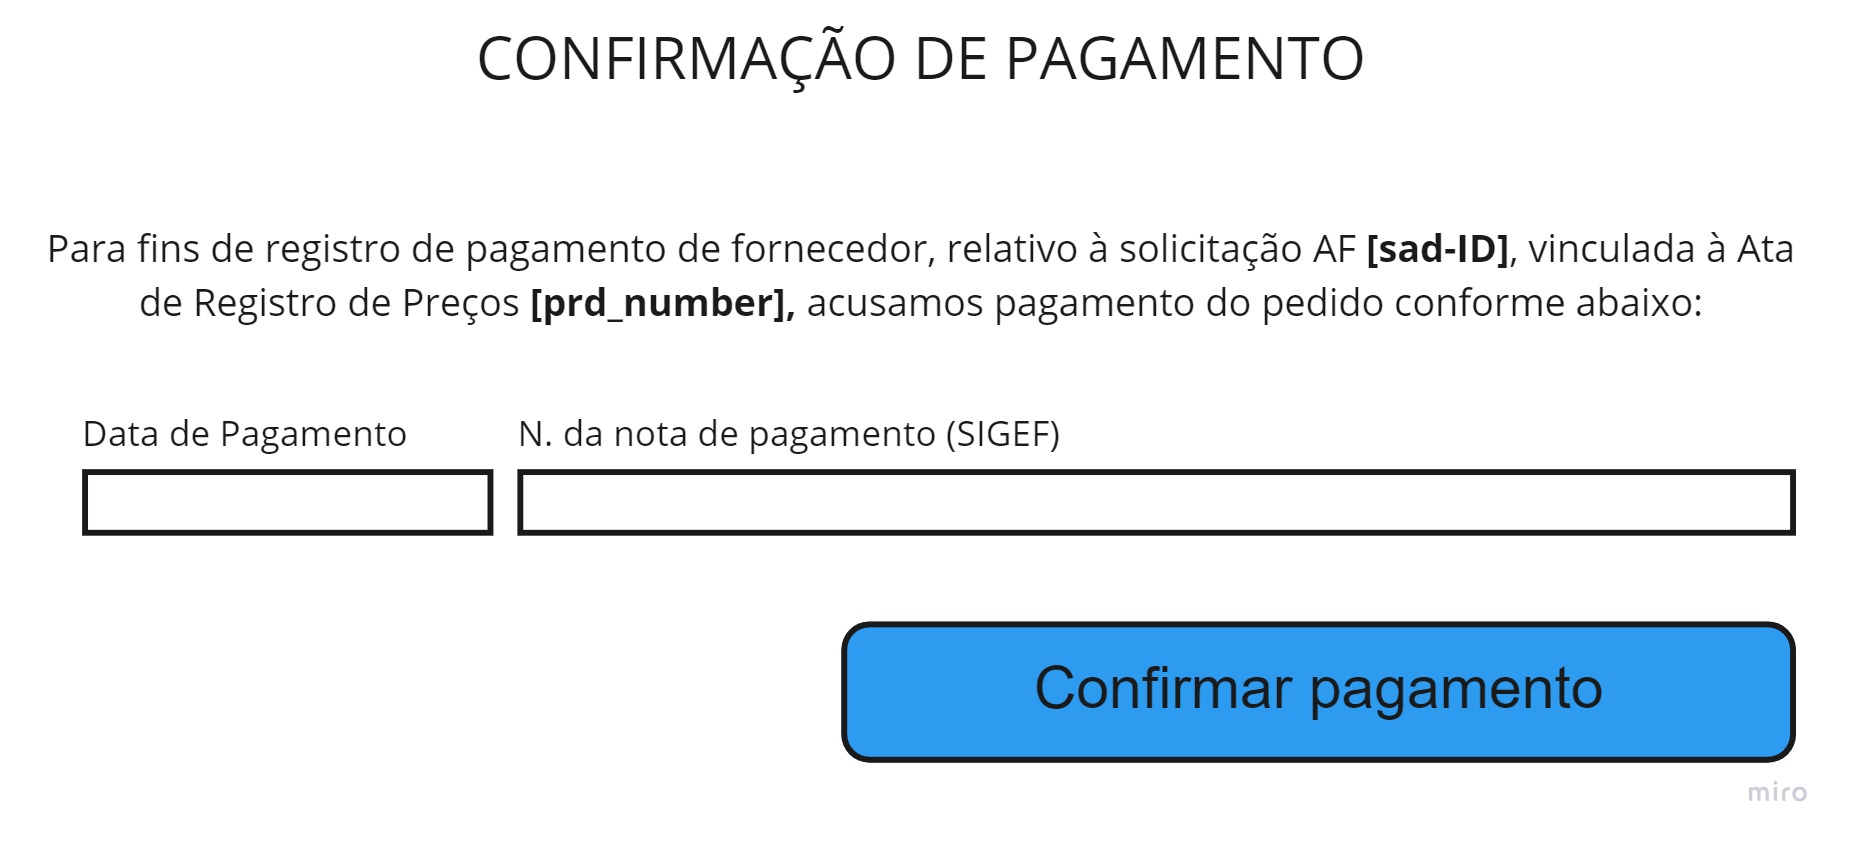 CONFIRMAÇÃO DE PAGAMENTO
Para fins de registro de pagamento de fornecedor, relativo à solicitação AF [sad-ID], vinculada à Ata
de Registro de Preços [prd_number], acusamos pagamento do pedido conforme abaixo:
Data de Pagamento
N. da nota de pagamento (SIGEF)
Confirmar pagamento
miro